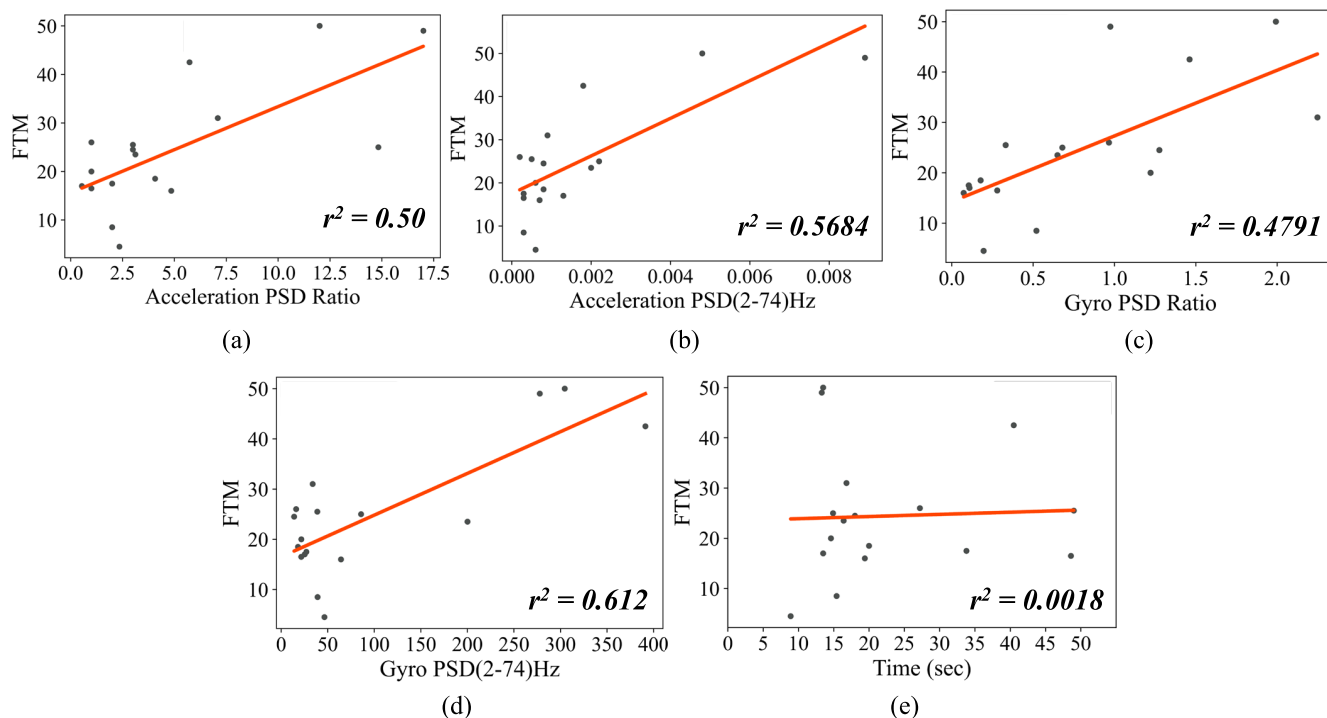 50
40
30
20
10
FTM
r² = 0.50
0.0 2.5 5.0 7.5 10.0 12.5 15.0 17.5
Acceleration PSD Ratio
(a)
50
40
30
20
10
FTM
r² = 0.5684
0.000 0.002 0.004 0.006 0.008
Acceleration PSD(2-74)Hz
(b)
50
40
30
20
10
FTM
r² = 0.4791
0.0 0.5 1.0 1.5 2.0
Gyro PSD Ratio
(c)
50
40
30
20
10
FTM
r² = 0.612
0 50 100 150 200 250 300 350 400
Gyro PSD(2-74)Hz
(d)
50
40
30
20
10
FTM
r² = 0.0018
0 5 10 15 20 25 30 35 40 45 50
Time (sec)
(e)